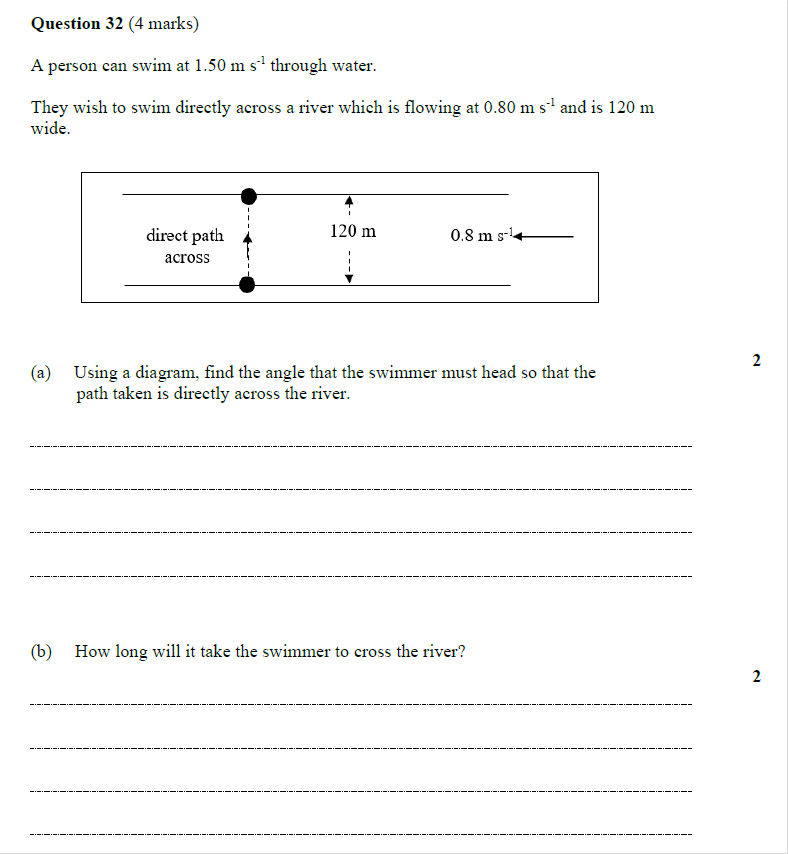 Question 32 (4 marks)
A person can swim at 1.50 m s⁻¹ through water.
They wish to swim directly across a river which is flowing at 0.80 m s⁻¹ and is 120 m
wide.
direct path
across
120 m
0.8 m s⁻¹
2
(a) Using a diagram, find the angle that the swimmer must head so that the
path taken is directly across the river.
(b) How long will it take the swimmer to cross the river?
2